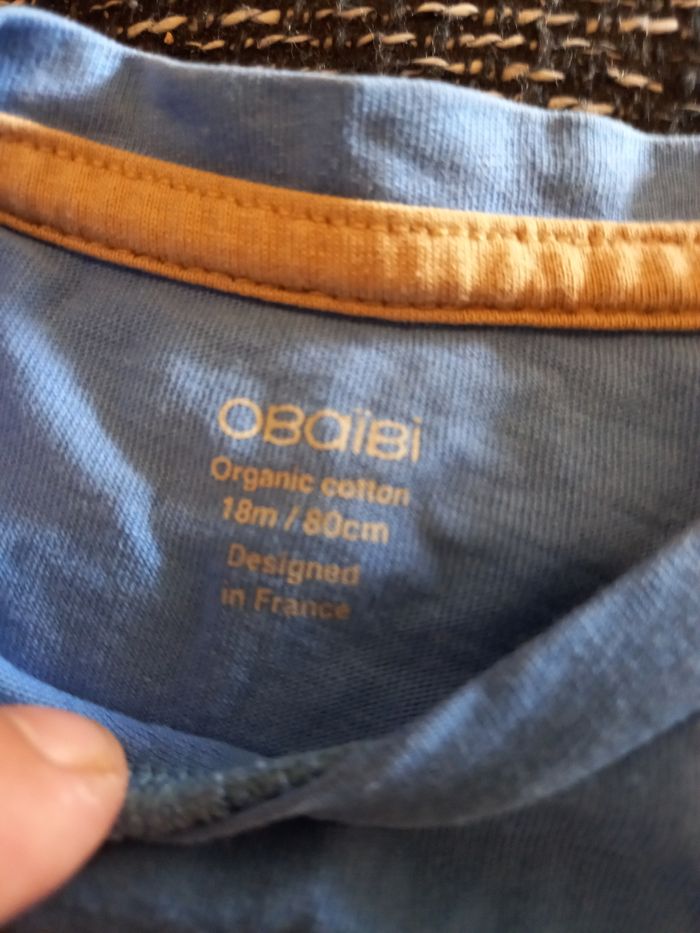 OBaïBi
Organic cotton
18m / 80cm
Designed
in France